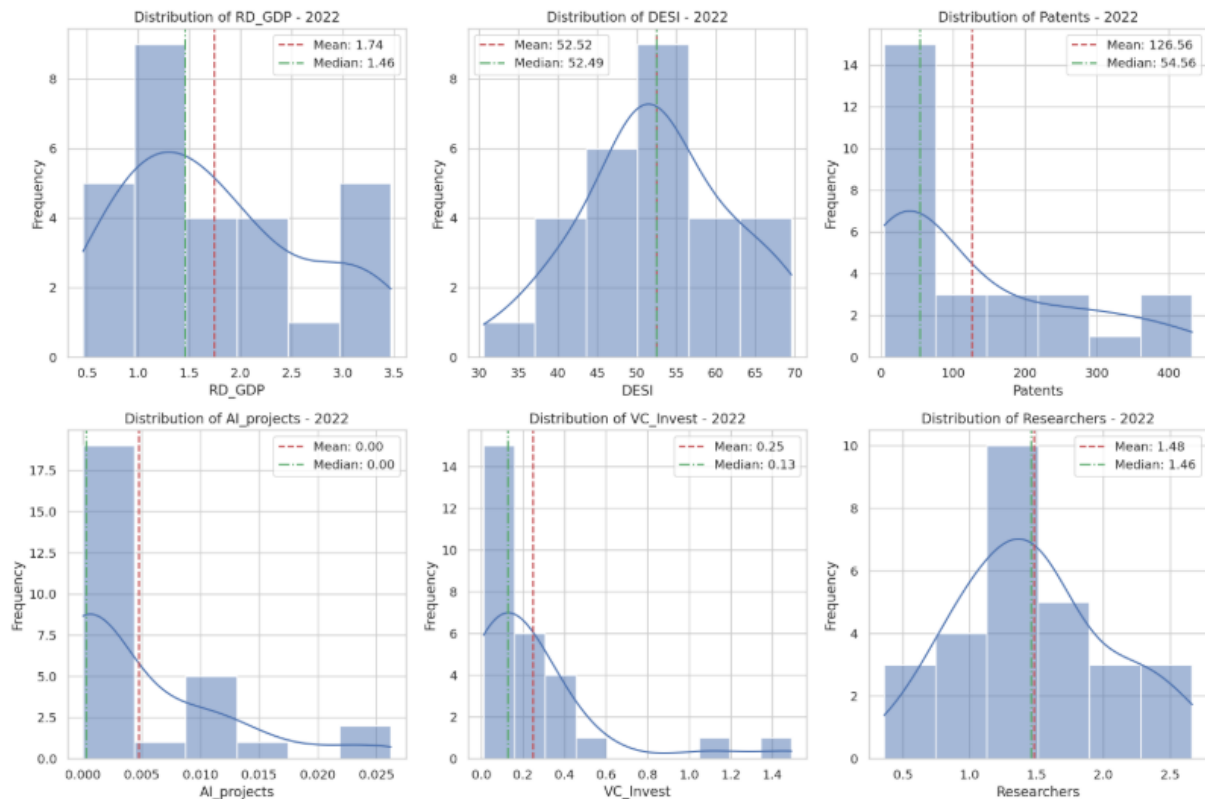 Distribution of RD_GDP - 2022
Mean: 1.74
Median: 1.46
Frequency
8
6
4
2
0
0.5 1.0 1.5 2.0 2.5 3.0 3.5
RD_GDP
Distribution of DESI - 2022
Mean: 52.52
Median: 52.49
Frequency
8
6
4
2
0
30 35 40 45 50 55 60 65 70
DESI
Distribution of Patents - 2022
Mean: 126.56
Median: 54.56
Frequency
14
12
10
8
6
4
2
0
0 100 200 300 400
Patents
Distribution of AI_projects - 2022
Mean: 0.00
Median: 0.00
Frequency
17.5
15.0
12.5
10.0
7.5
5.0
2.5
0.0
0.000 0.005 0.010 0.015 0.020 0.025
AI_projects
Distribution of VC_Invest - 2022
Mean: 0.25
Median: 0.13
Frequency
14
12
10
8
6
4
2
0
0.0 0.2 0.4 0.6 0.8 1.0 1.2 1.4
VC_Invest
Distribution of Researchers - 2022
Mean: 1.48
Median: 1.46
Frequency
10
8
6
4
2
0
0.5 1.0 1.5 2.0 2.5
Researchers